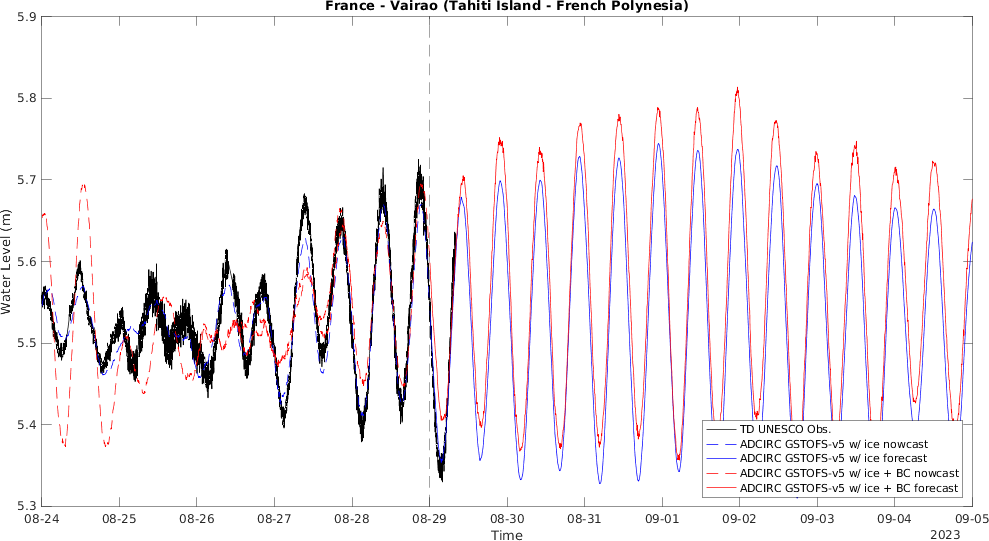 France - Vairao (Tahiti Island - French Polynesia)
5.9
5.8
5.7
5.6
5.5
5.4
5.3
Water Level (m)
TD UNESCO Obs.
ADCIRC GSTOFS-v5 w/ ice nowcast
ADCIRC GSTOFS-v5 w/ ice forecast
ADCIRC GSTOFS-v5 w/ ice + BC nowcast
ADCIRC GSTOFS-v5 w/ ice + BC forecast
08-24 08-25 08-26 08-27 08-28 08-29 08-30 08-31 09-01 09-02 09-03 09-04 09-05
Time 2023